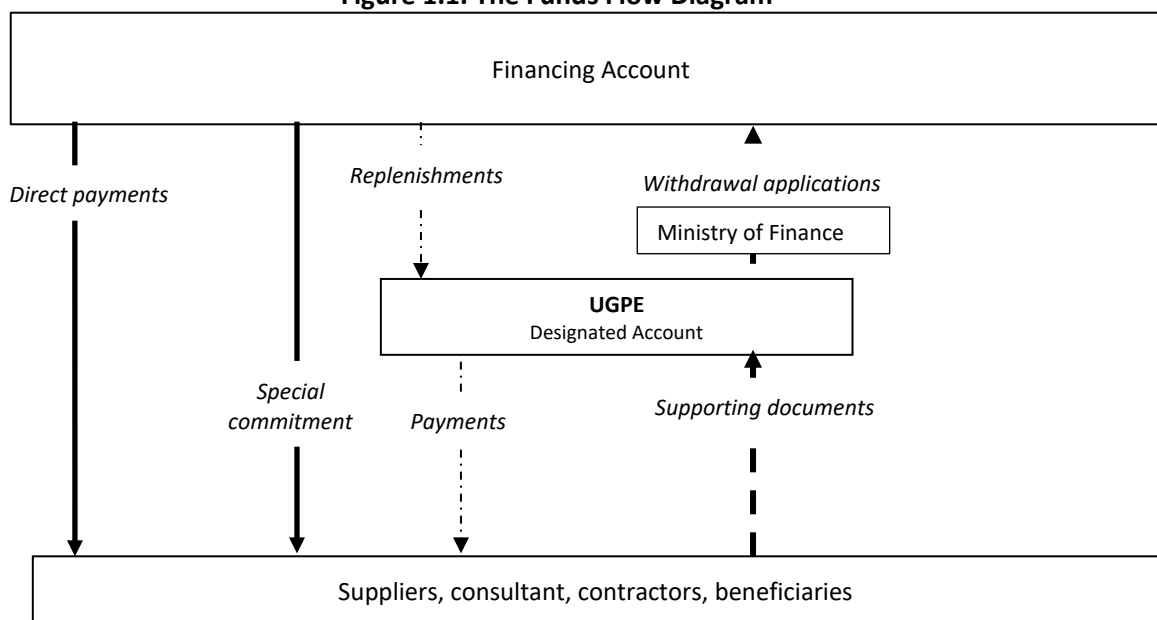 Figure 1.1. The Funds Flow Diagram
Financing Account
Direct payments
Replenishments
Withdrawal applications
Ministry of Finance
UGPE
Designated Account
Special
commitment
Payments
Supporting documents
Suppliers, consultant, contractors, beneficiaries